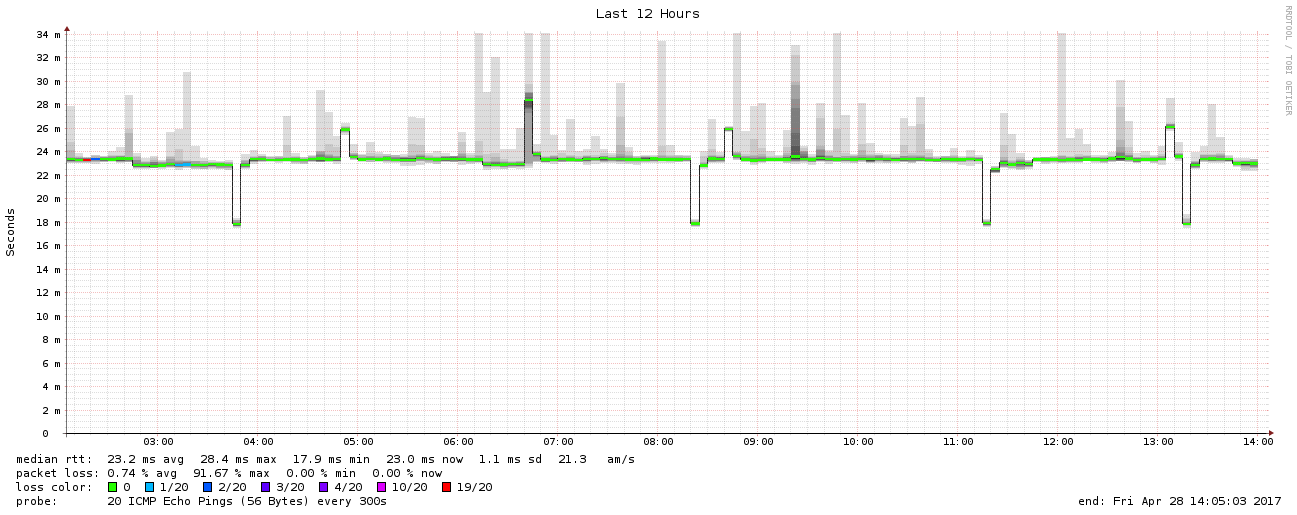 Last 12 Hours
RRDTOOL / TOBI OETIKER
Seconds
34 m
32 m
30 m
28 m
26 m
24 m
22 m
20 m
18 m
16 m
14 m
12 m
10 m
8 m
6 m
4 m
2 m
0
03:00 04:00 05:00 06:00 07:00 08:00 09:00 10:00 11:00 12:00 13:00 14:00
median rtt: 23.2 ms avg 28.4 ms max 17.9 ms min 23.0 ms now 1.1 ms sd 21.3 am/s
packet loss: 0.74 % avg 91.67 % max 0.00 % min 0.00 % now
loss color: 0 1/20 2/20 3/20 4/20 10/20 19/20
probe: 20 ICMP Echo Pings (56 Bytes) every 300s end: Fri Apr 28 14:05:03 2017